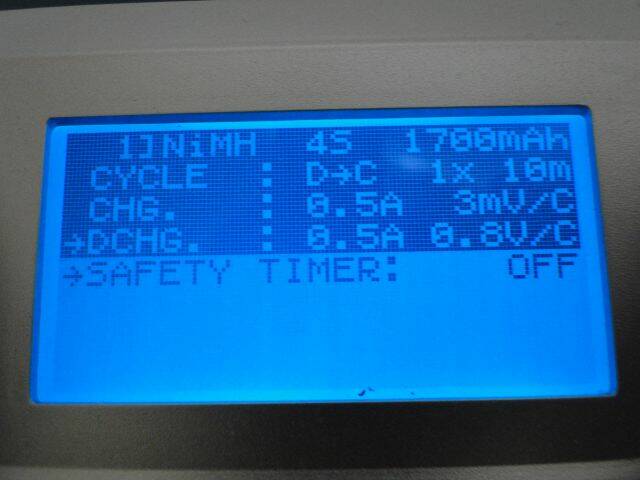 1]NiMH 4S 1700mAh
CYCLE : D→C 1x 10m
CHG. : 0.5A 3mV/C
→DCHG. : 0.5A 0.8V/C
→SAFETY TIMER: OFF